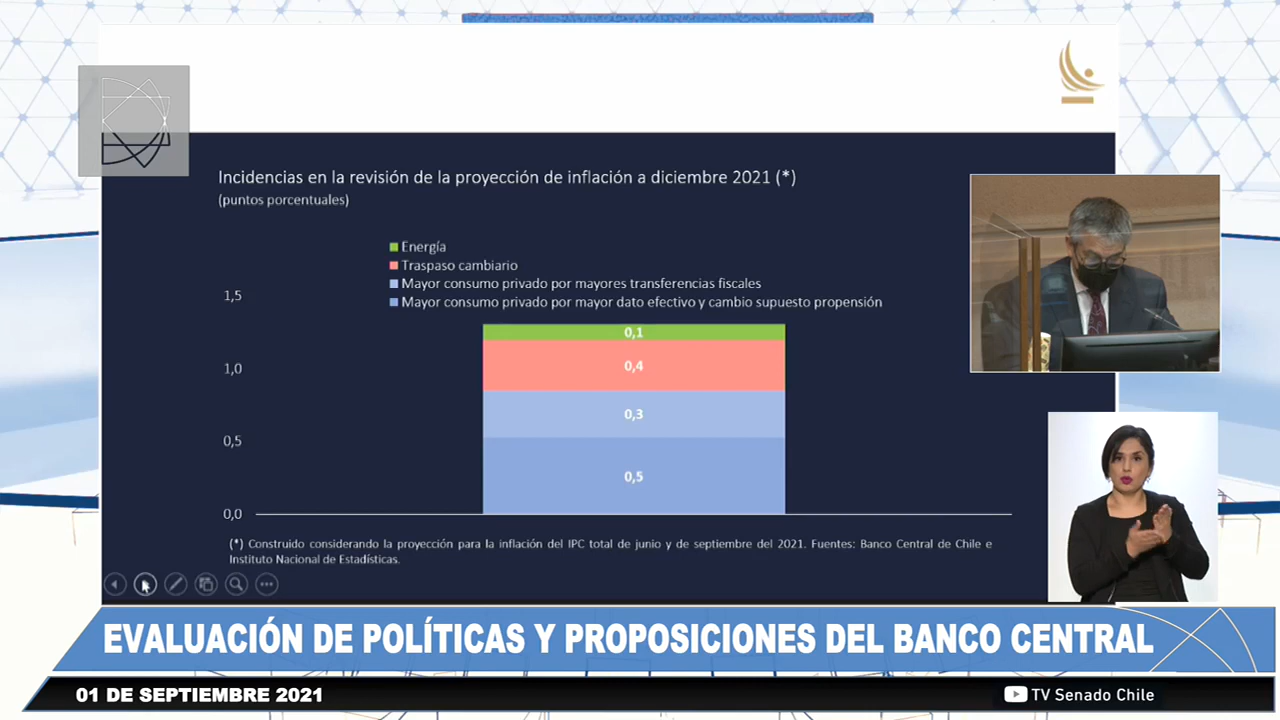 Incidencias en la revisión de la proyección de inflación a diciembre 2021 (*)
(puntos porcentuales)
Energía
Traspaso cambiario
Mayor consumo privado por mayores transferencias fiscales
Mayor consumo privado por mayor dato efectivo y cambio supuesto propensión
1,5
1,0
0,5
0,0
0,1
0,4
0,3
0,5
(*) Construido considerando la proyección para la inflación del IPC total de junio y de septiembre del 2021. Fuentes: Banco Central de Chile e
Instituto Nacional de Estadísticas.
EVALUACIÓN DE POLÍTICAS Y PROPOSICIONES DEL BANCO CENTRAL
01 DE SEPTIEMBRE 2021
TV Senado Chile